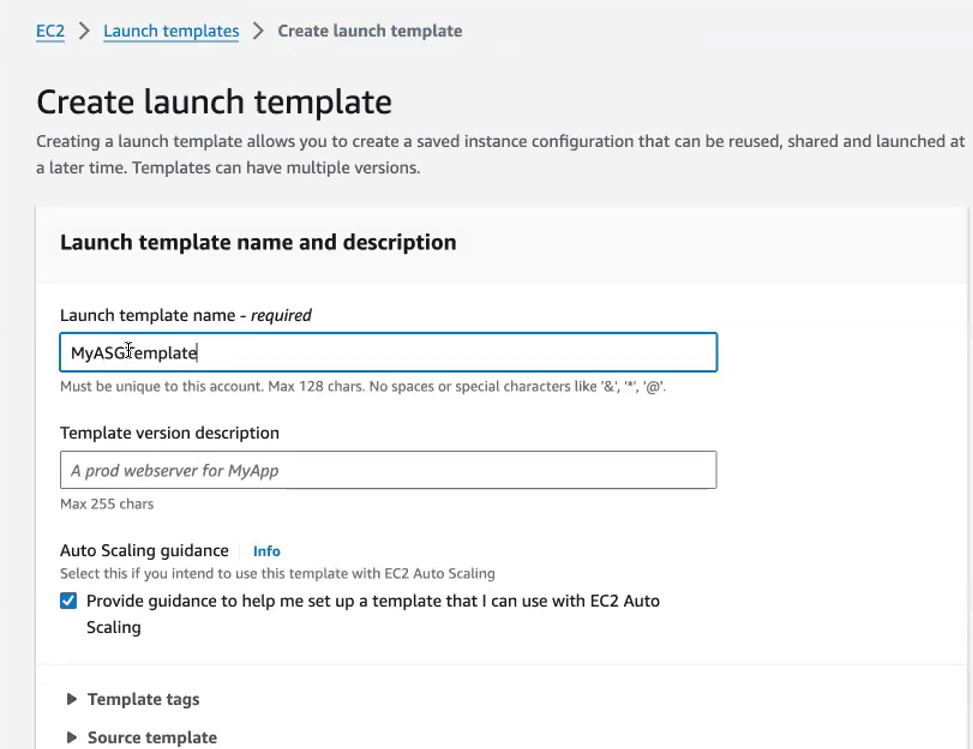 EC2 > Launch templates > Create launch template
Create launch template
Creating a launch template allows you to create a saved instance configuration that can be reused, shared and launched at
a later time. Templates can have multiple versions.
Launch template name and description
Launch template name - required
MyASGTemplate
Must be unique to this account. Max 128 chars. No spaces or special characters like '&', '*', '@'.
Template version description
A prod webserver for MyApp
Max 255 chars
Auto Scaling guidance Info
Select this if you intend to use this template with EC2 Auto Scaling
Provide guidance to help me set up a template that I can use with EC2 Auto
Scaling
Template tags
Source template